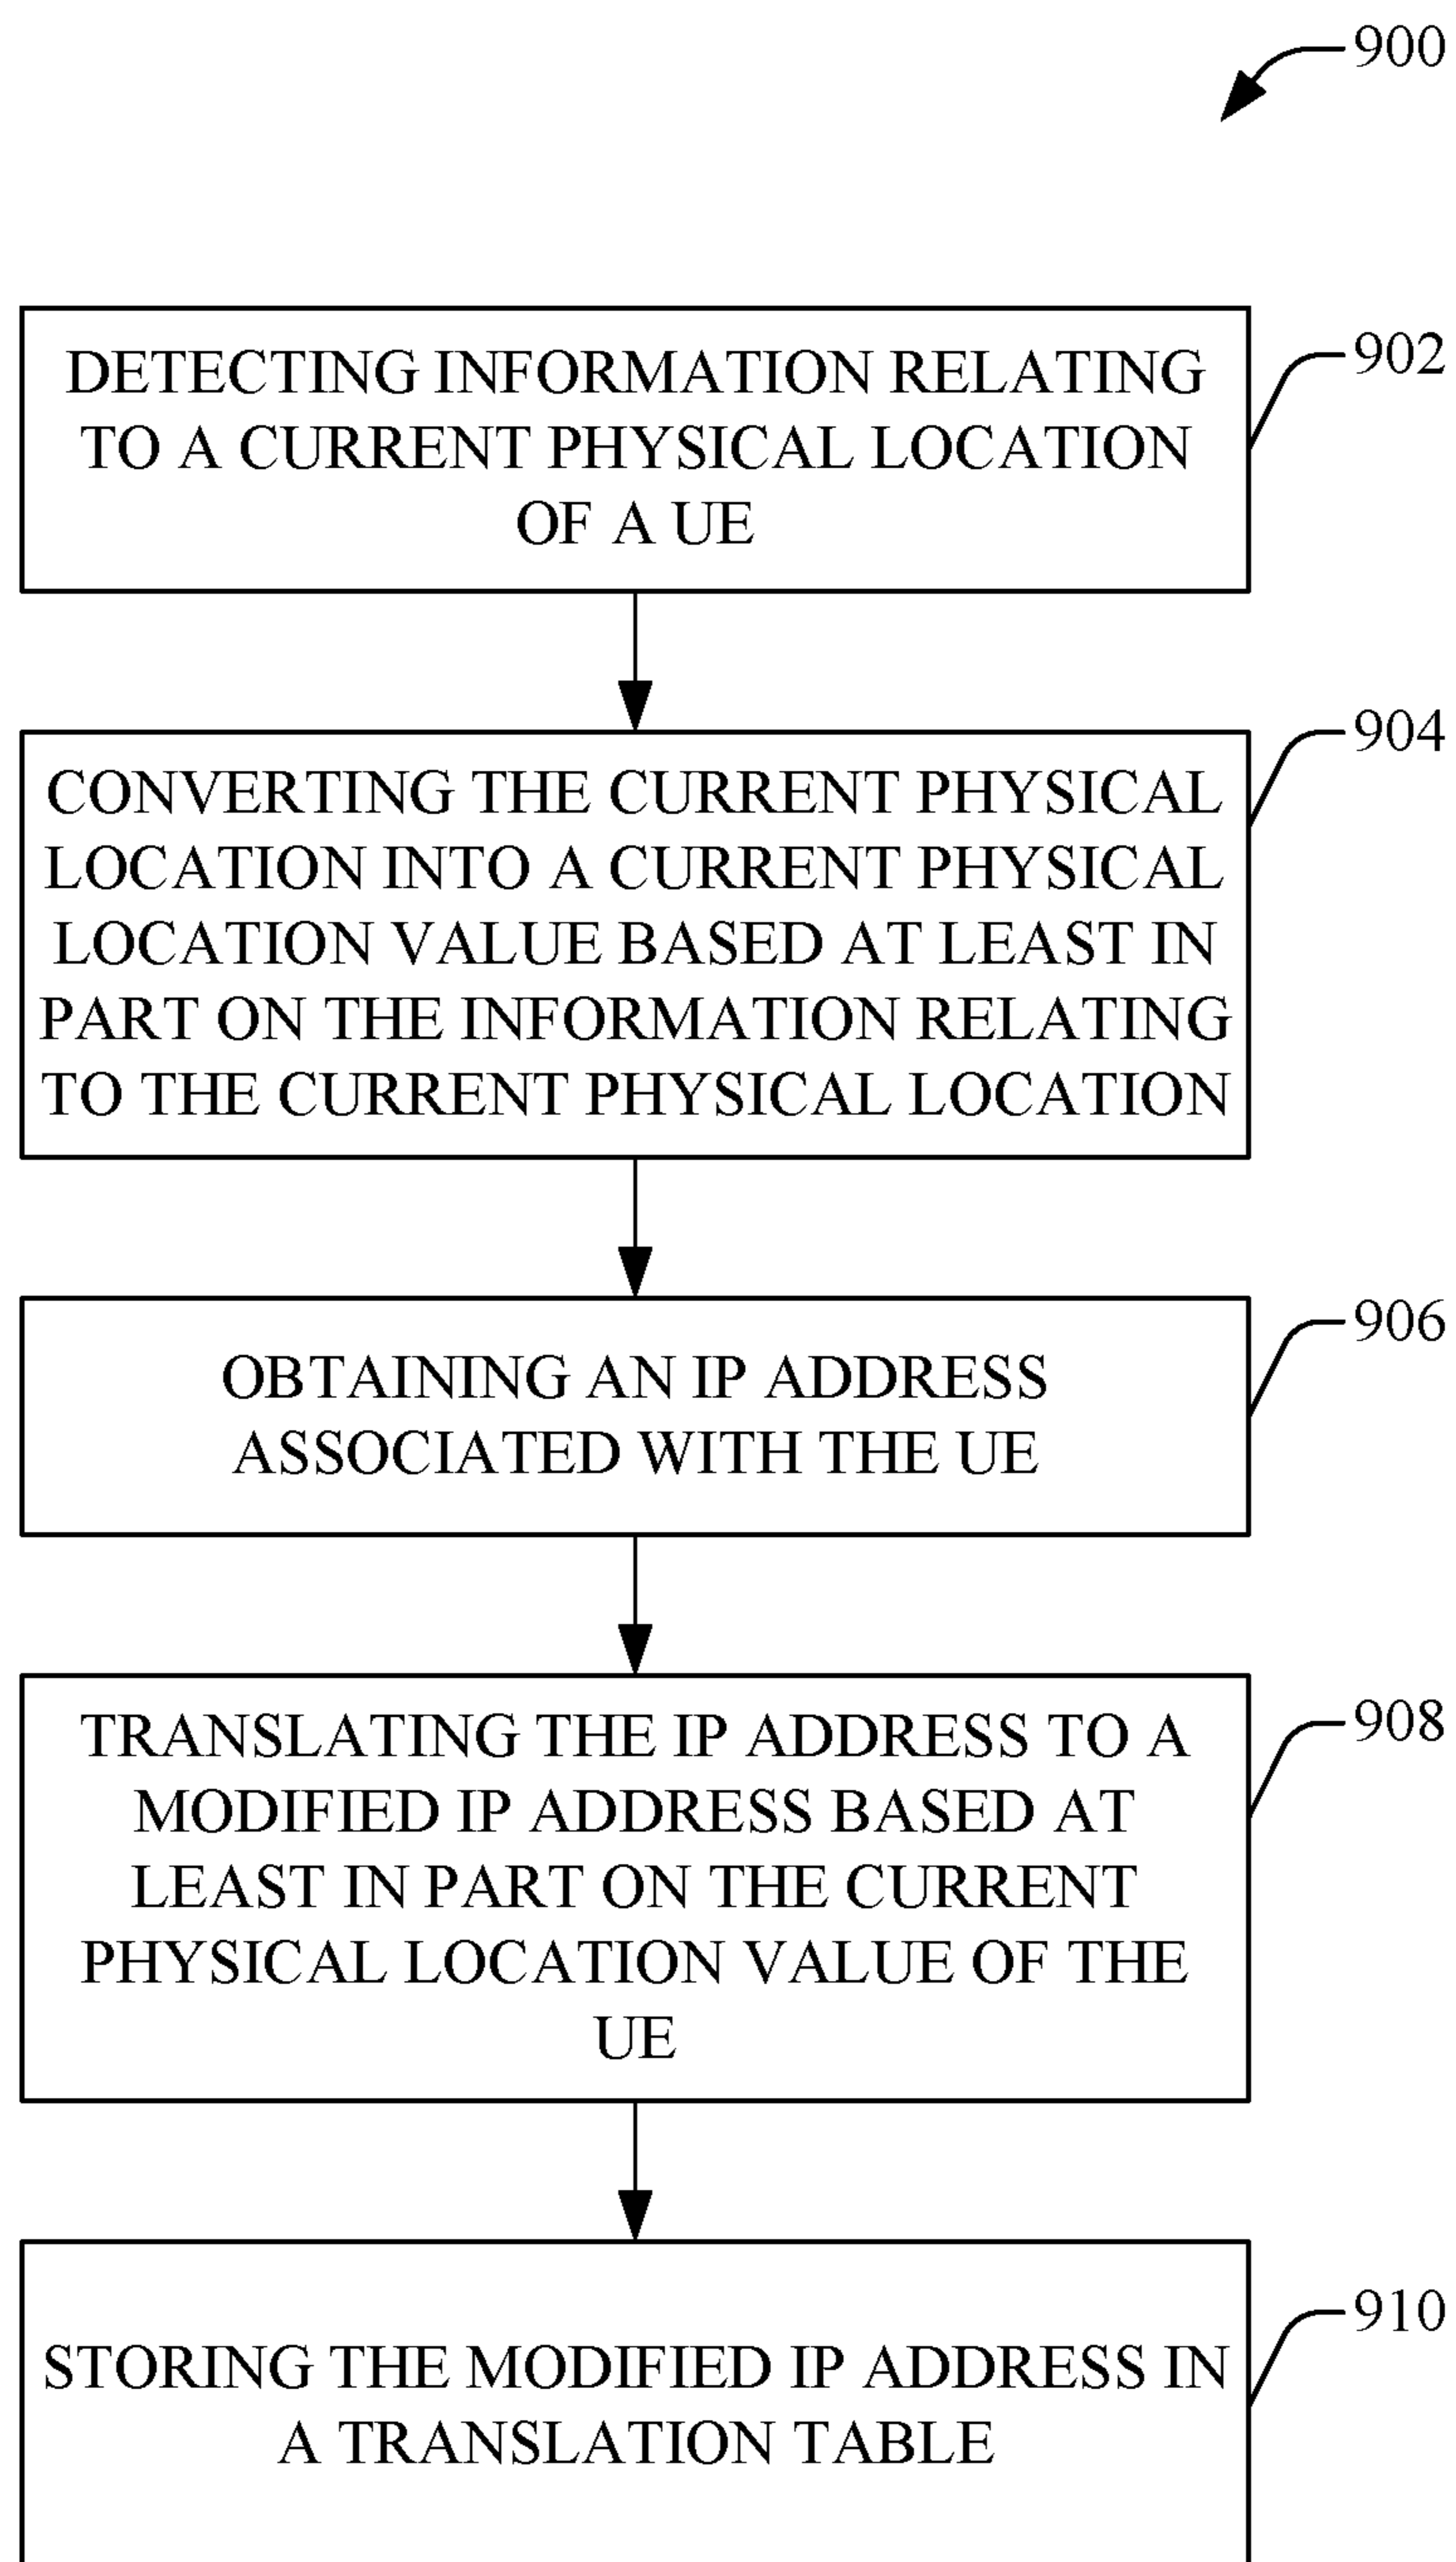 900
DETECTING INFORMATION RELATING
TO A CURRENT PHYSICAL LOCATION
OF A UE
902
CONVERTING THE CURRENT PHYSICAL
LOCATION INTO A CURRENT PHYSICAL
LOCATION VALUE BASED AT LEAST IN
PART ON THE INFORMATION RELATING
TO THE CURRENT PHYSICAL LOCATION
904
OBTAINING AN IP ADDRESS
ASSOCIATED WITH THE UE
906
TRANSLATING THE IP ADDRESS TO A
MODIFIED IP ADDRESS BASED AT
LEAST IN PART ON THE CURRENT
PHYSICAL LOCATION VALUE OF THE
UE
908
STORING THE MODIFIED IP ADDRESS IN
A TRANSLATION TABLE
910